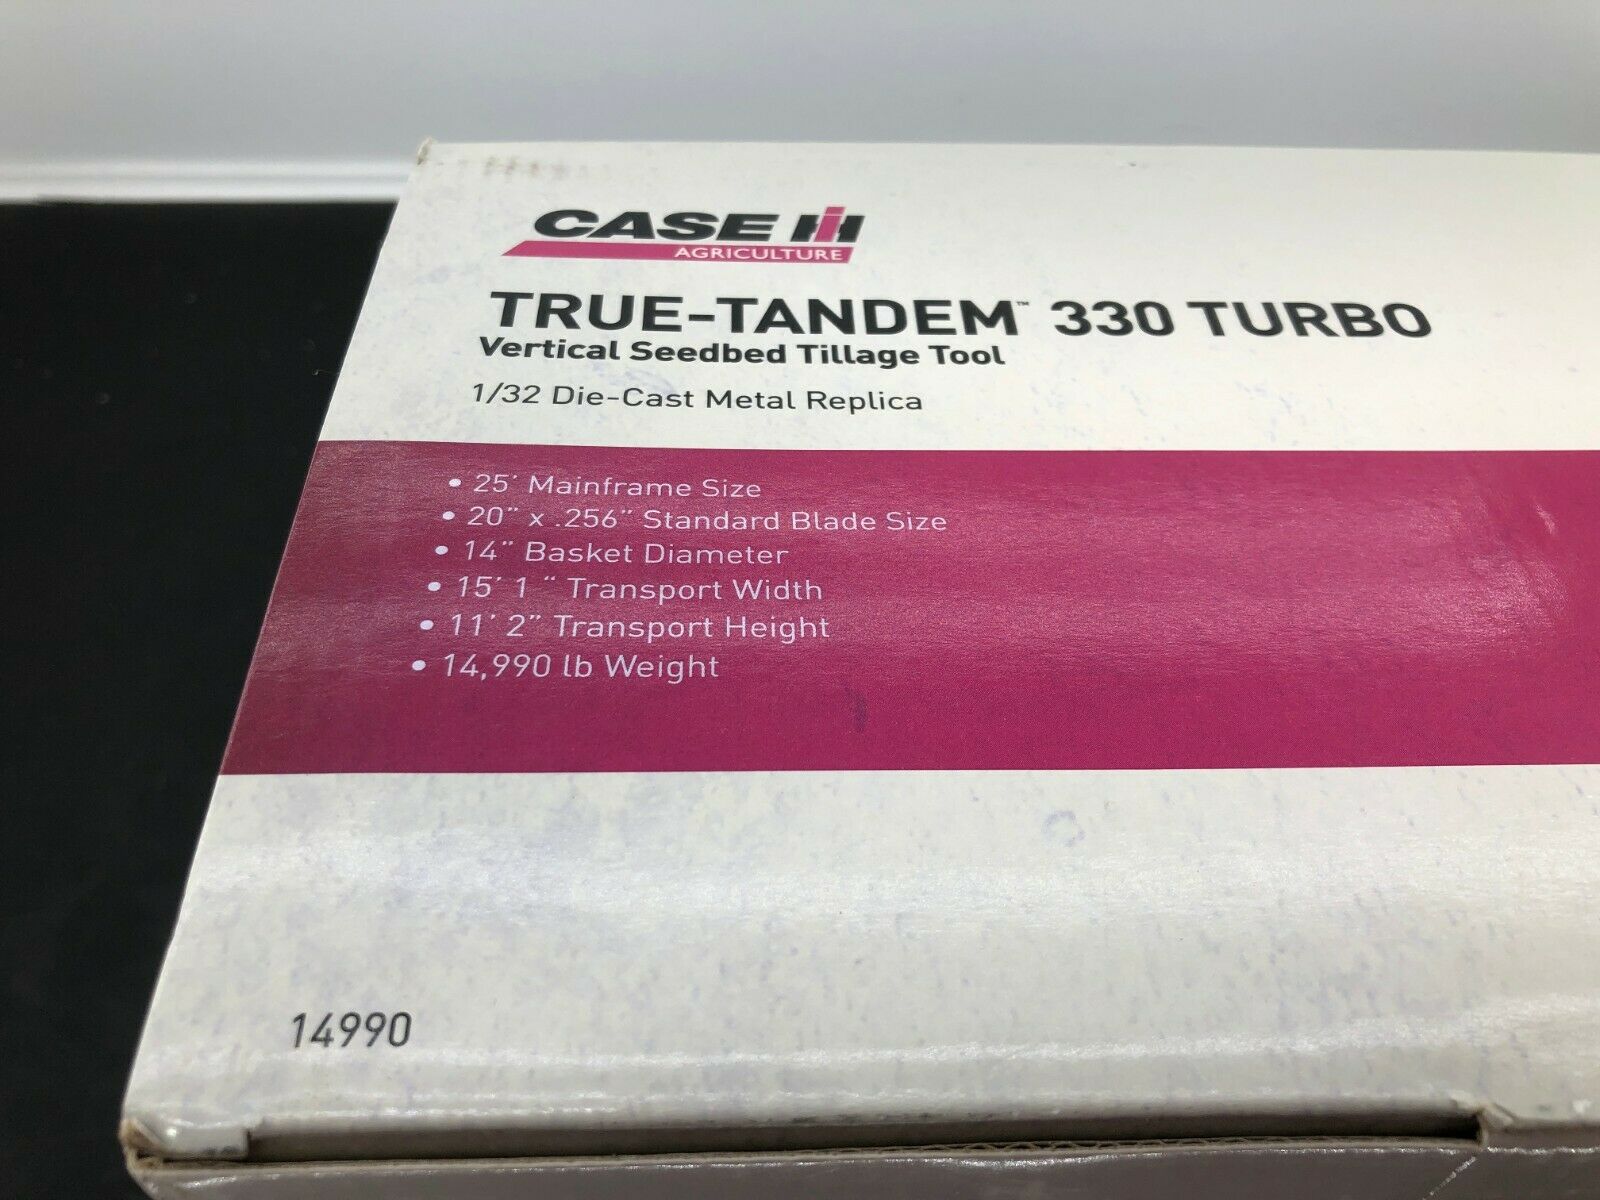 CASE IH
AGRICULTURE
TRUE-TANDEM™ 330 TURBO
Vertical Seedbed Tillage Tool
1/32 Die-Cast Metal Replica
• 25' Mainframe Size
• 20" x .256" Standard Blade Size
• 14" Basket Diameter
• 15' 1 " Transport Width
• 11' 2" Transport Height
• 14,990 lb Weight
14990